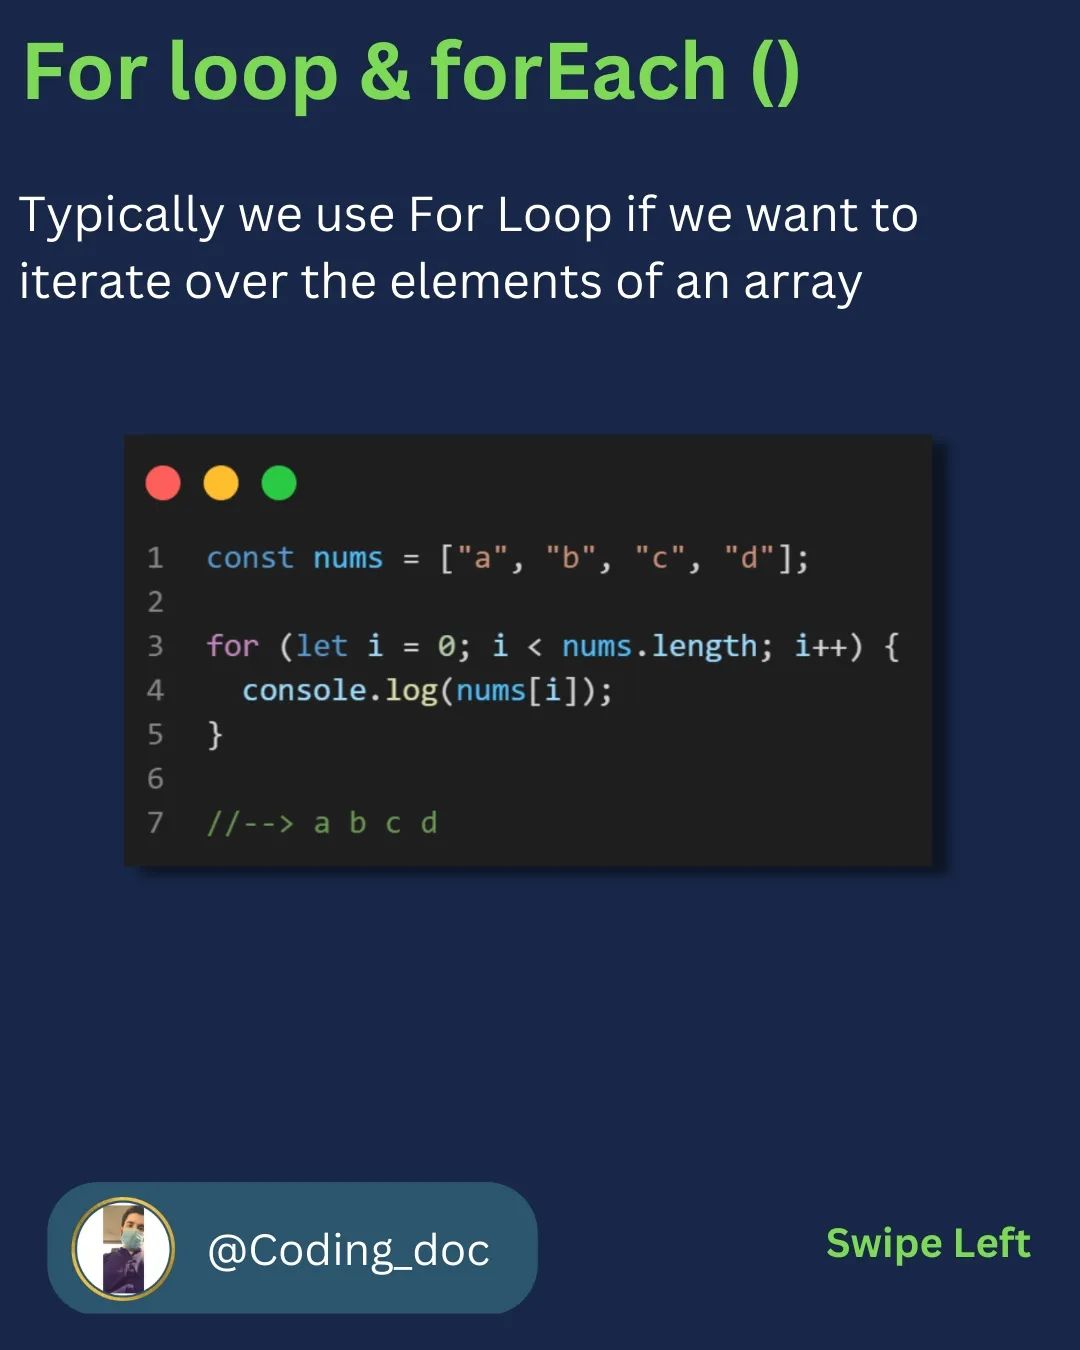 For loop & forEach ()
Typically we use For Loop if we want to
iterate over the elements of an array
1 const nums = ["a", "b", "c", "d"];
2
3 for (let i = 0; i < nums.length; i++) {
4   console.log(nums[i]);
5 }
6
7 //--> a b c d
@Coding_doc
Swipe Left